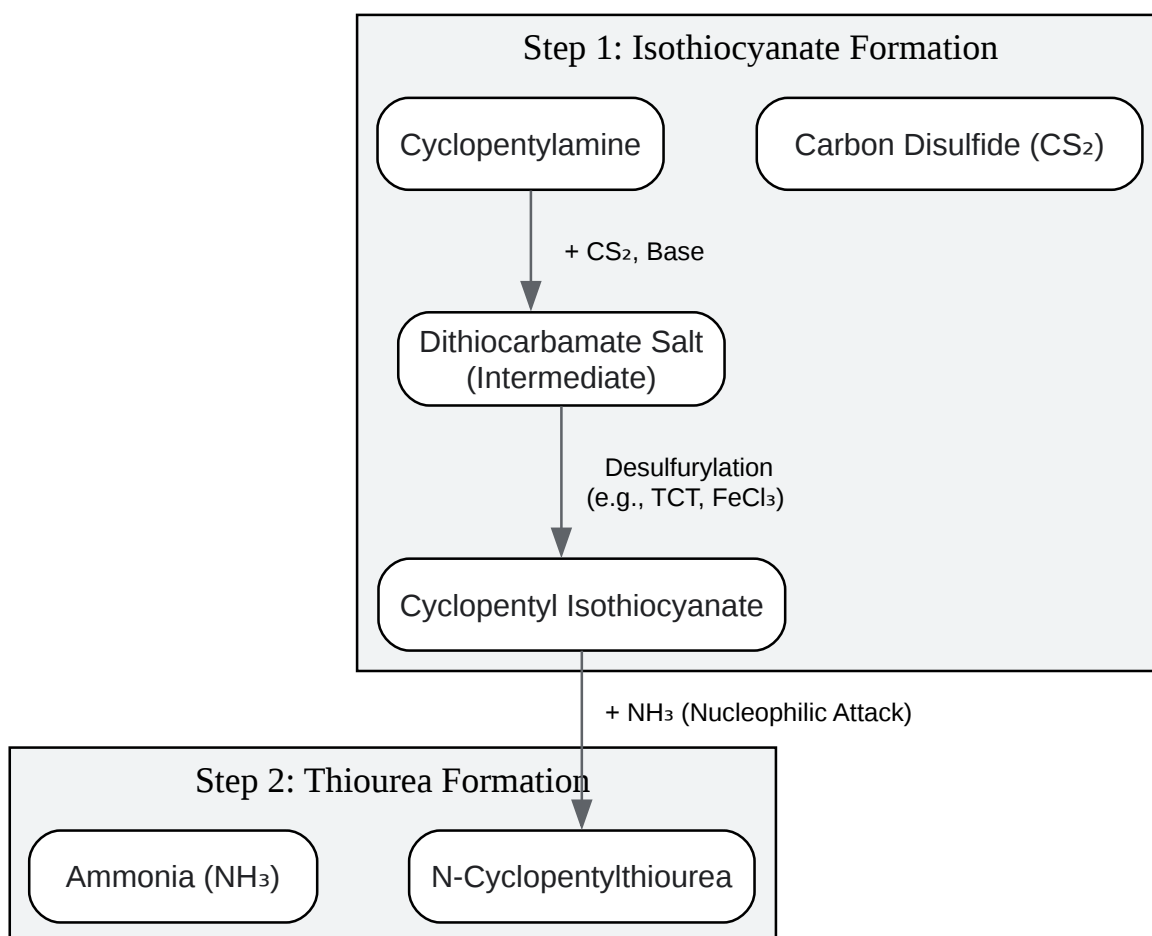 Step 1: Isothiocyanate Formation
Cyclopentylamine
Carbon Disulfide (CS₂)
+ CS₂, Base
Dithiocarbamate Salt
(Intermediate)
Desulfurylation
(e.g., TCT, FeCl₃)
Cyclopentyl Isothiocyanate
+ NH₃ (Nucleophilic Attack)
Step 2: Thiourea Formation
Ammonia (NH₃)
N-Cyclopentylthiourea